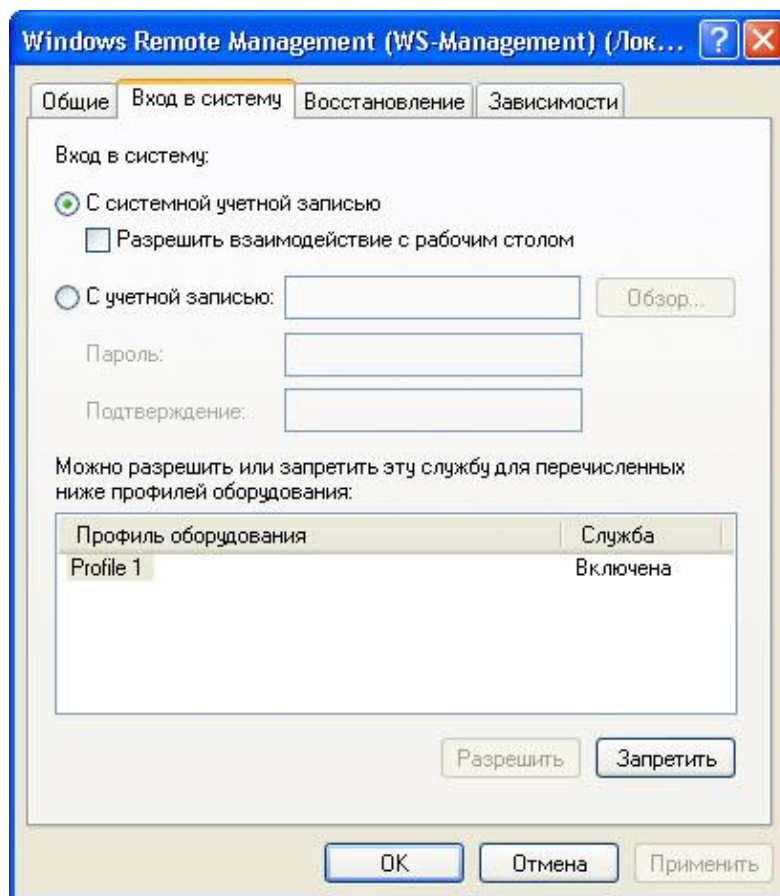 Windows Remote Management (WS-Management) (Лок...
Общие Вход в систему Восстановление Зависимости
Вход в систему:
С системной учетной записью
Разрешить взаимодействие с рабочим столом
С учетной записью: Обзор...
Пароль:
Подтверждение:
Можно разрешить или запретить эту службу для перечисленных
ниже профилей оборудования:
Профиль оборудования Служба
Profile 1 Включена
Разрешить Запретить
OK Отмена Применить